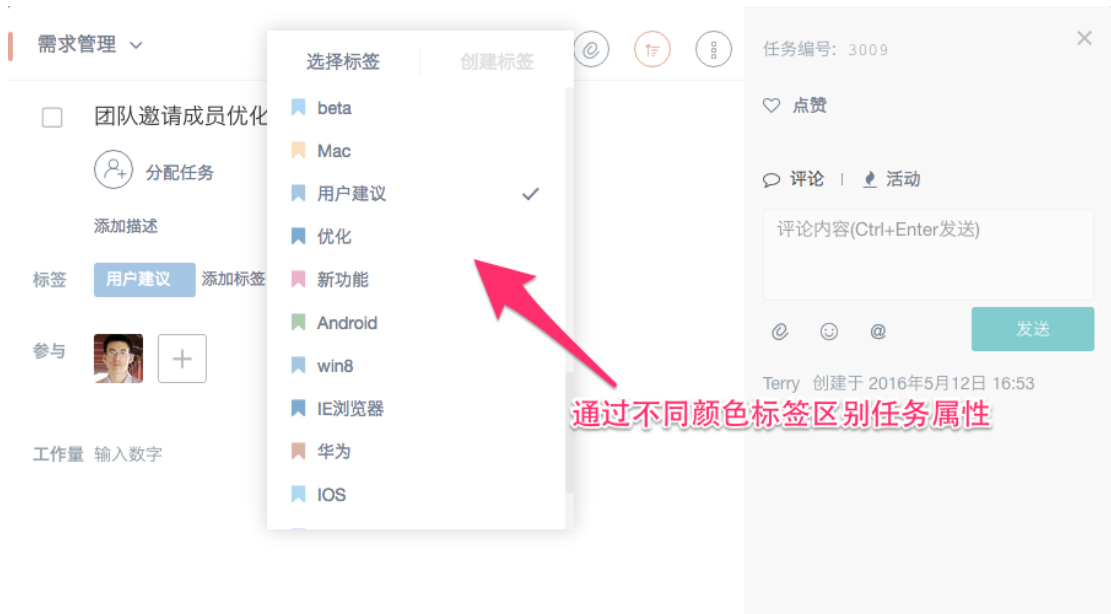 需求管理
团队邀请成员优化
分配任务
添加描述
标签 用户建议 添加标签
参与
工作量 输入数字
选择标签 创建标签
beta
Mac
用户建议
优化
新功能
Android
win8
IE浏览器
华为
IOS
任务编号：3009
点赞
评论 | 活动
评论内容(Ctrl+Enter发送)
@ 发送
Terry 创建于 2016年5月12日 16:53
通过不同颜色标签区别任务属性